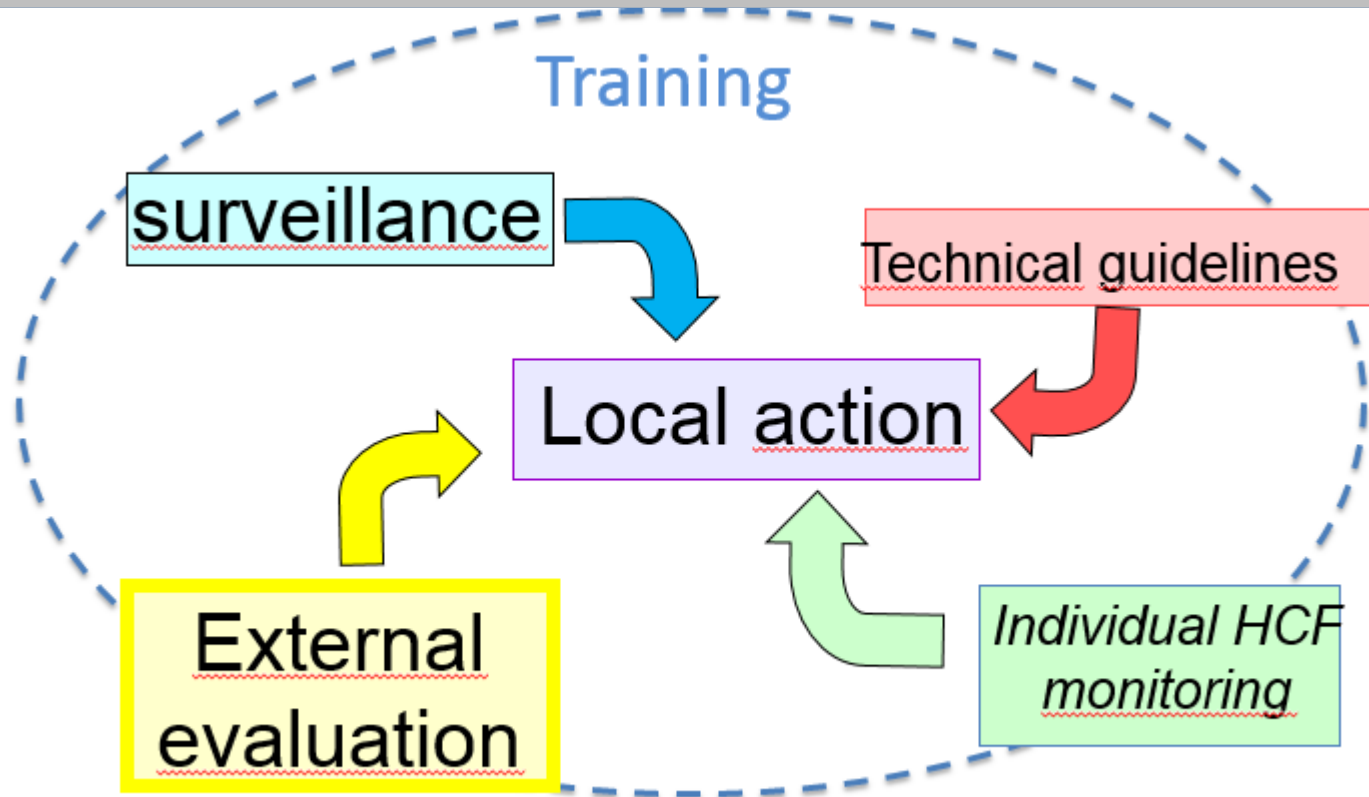 Training
surveillance
Technical guidelines
Local action
External
evaluation
Individual HCF
monitoring